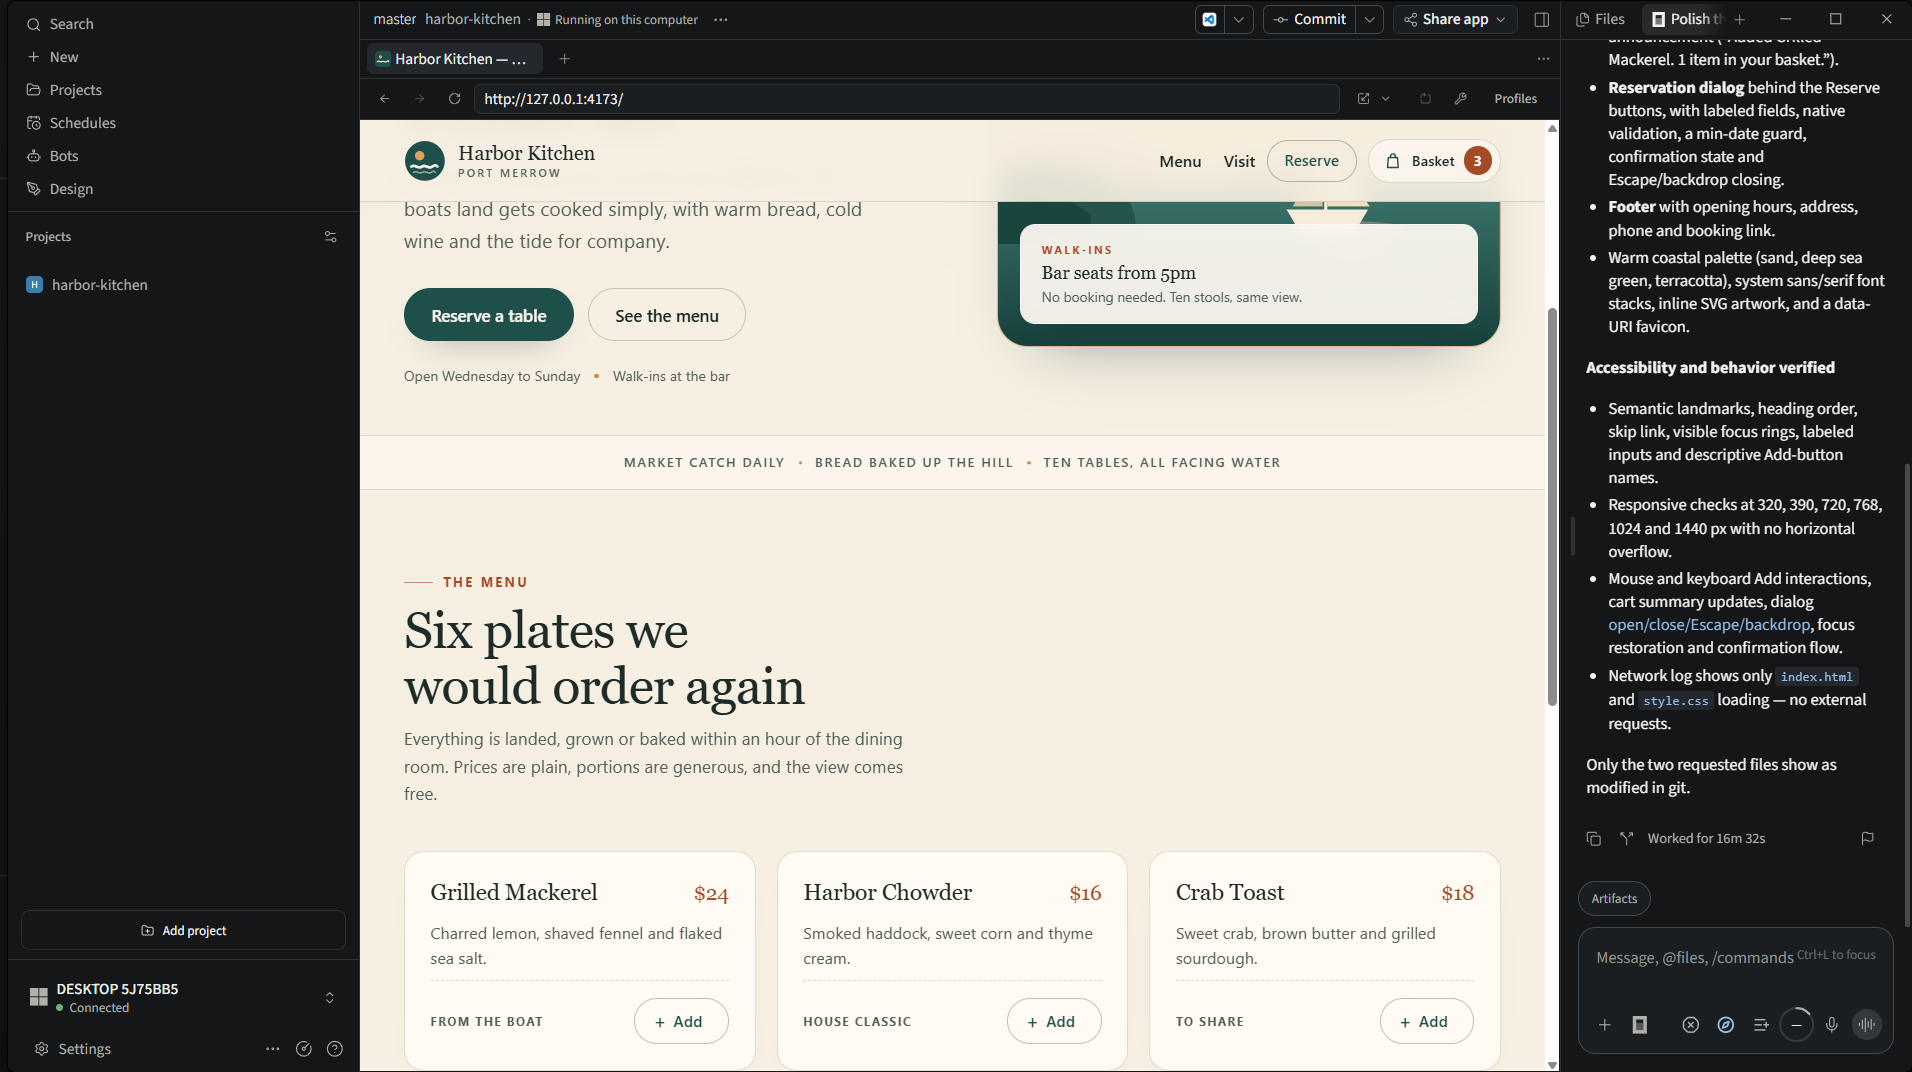 Search
New
Projects
Schedules
Bots
Design
Projects
H harbor-kitchen
Add project
DESKTOP 5J75BB5
Connected
Settings
master harbor-kitchen · Running on this computer
Commit
Share app
Harbor Kitchen — …
http://127.0.0.1:4173/
Profiles
Harbor Kitchen
PORT MERROW
Menu
Visit
Reserve
Basket 3
boats land gets cooked simply, with warm bread, cold
wine and the tide for company.
Reserve a table
See the menu
Open Wednesday to Sunday • Walk-ins at the bar
WALK-INS
Bar seats from 5pm
No booking needed. Ten stools, same view.
MARKET CATCH DAILY • BREAD BAKED UP THE HILL • TEN TABLES, ALL FACING WATER
THE MENU
Six plates we
would order again
Everything is landed, grown or baked within an hour of the dining
room. Prices are plain, portions are generous, and the view comes
free.
Grilled Mackerel $24
Charred lemon, shaved fennel and flaked
sea salt.
FROM THE BOAT
+ Add
Harbor Chowder $16
Smoked haddock, sweet corn and thyme
cream.
HOUSE CLASSIC
+ Add
Crab Toast $18
Sweet crab, brown butter and grilled
sourdough.
TO SHARE
+ Add
Files
Polish th
announcement ("Added Grilled
Mackerel. 1 item in your basket.").
• Reservation dialog behind the Reserve
buttons, with labeled fields, native
validation, a min-date guard,
confirmation state and
Escape/backdrop closing.
• Footer with opening hours, address,
phone and booking link.
• Warm coastal palette (sand, deep sea
green, terracotta), system sans/serif font
stacks, inline SVG artwork, and a data-
URI favicon.
Accessibility and behavior verified
• Semantic landmarks, heading order,
skip link, visible focus rings, labeled
inputs and descriptive Add-button
names.
• Responsive checks at 320, 390, 720, 768,
1024 and 1440 px with no horizontal
overflow.
• Mouse and keyboard Add interactions,
cart summary updates, dialog
open/close/Escape/backdrop, focus
restoration and confirmation flow.
• Network log shows only index.html
and style.css loading — no external
requests.
Only the two requested files show as
modified in git.
Worked for 16m 32s
Artifacts
Message, @files, /commands Ctrl+L to focus